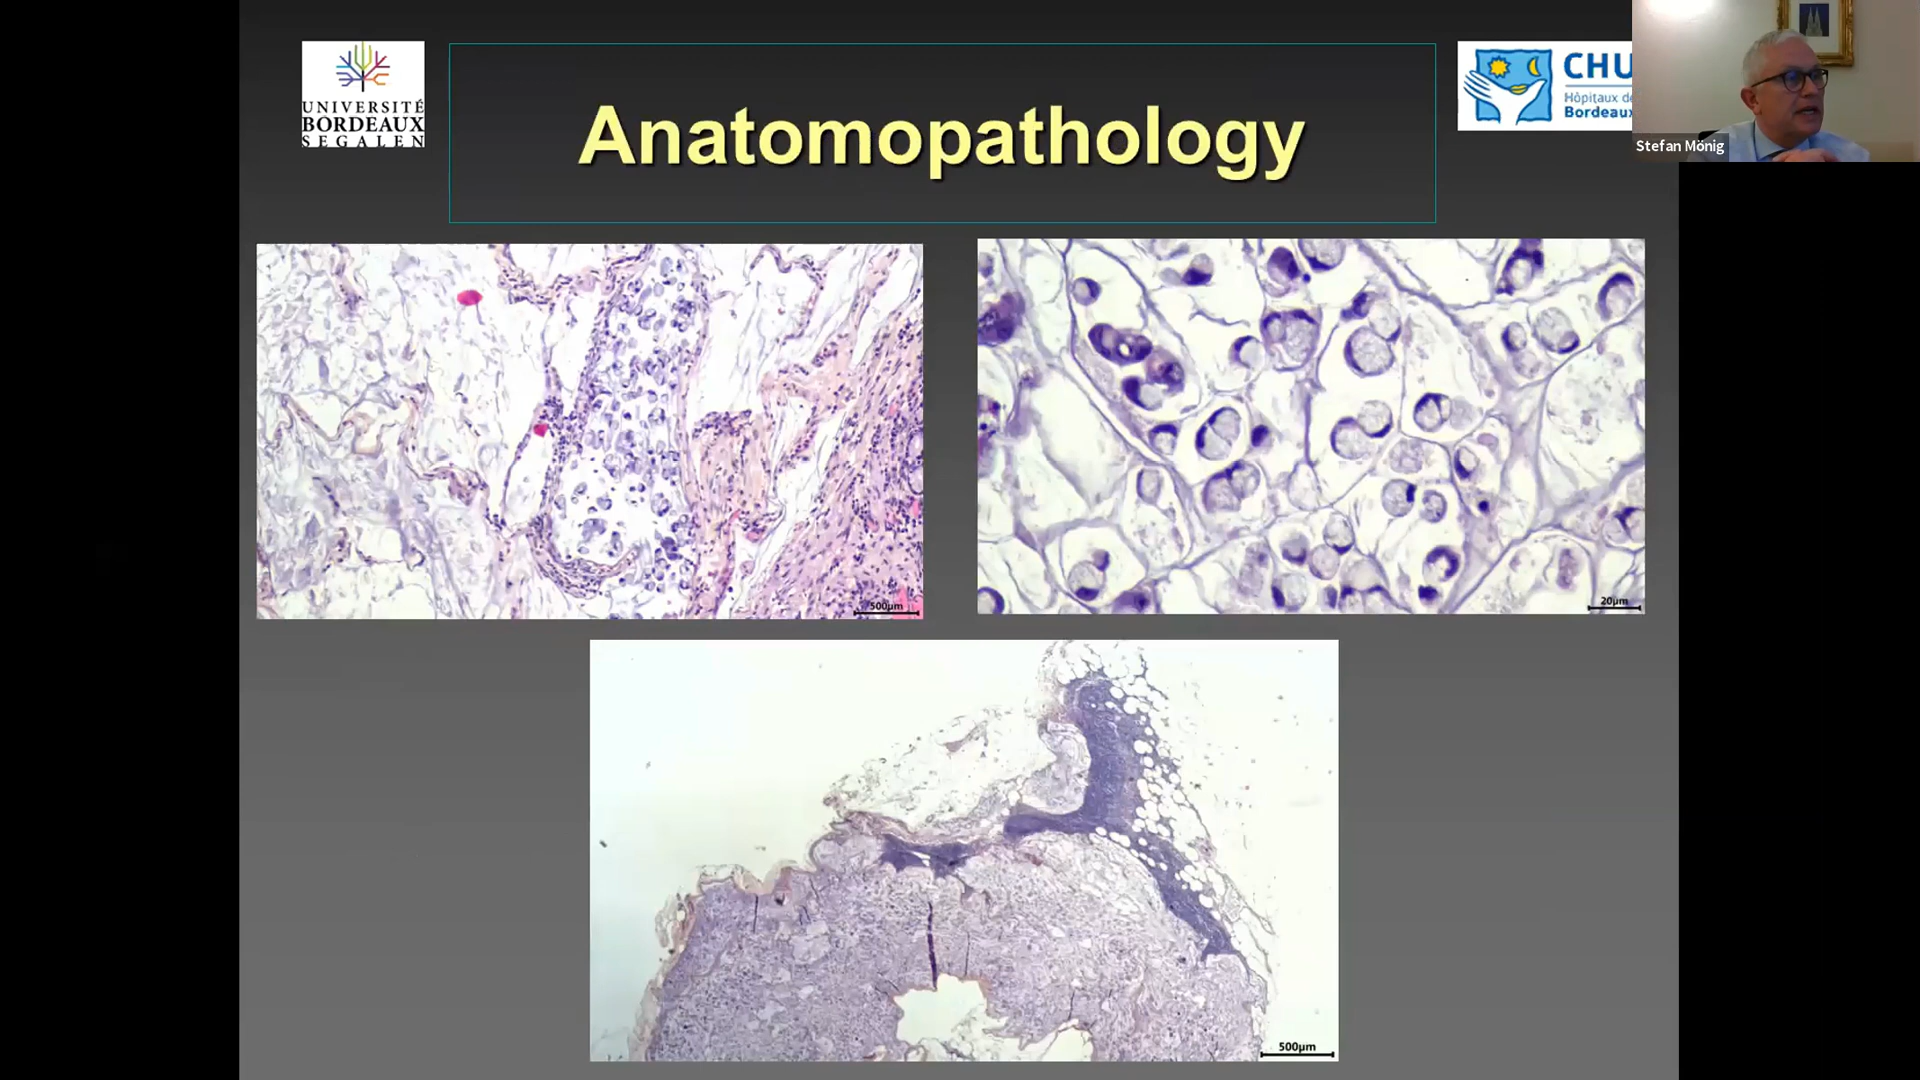 UNIVERSITÉ
BORDEAUX
SEGALEN
Anatomopathology
CHU
Hôpitaux de
Bordeaux
Stefan Mönig
500µm
20µm
500µm